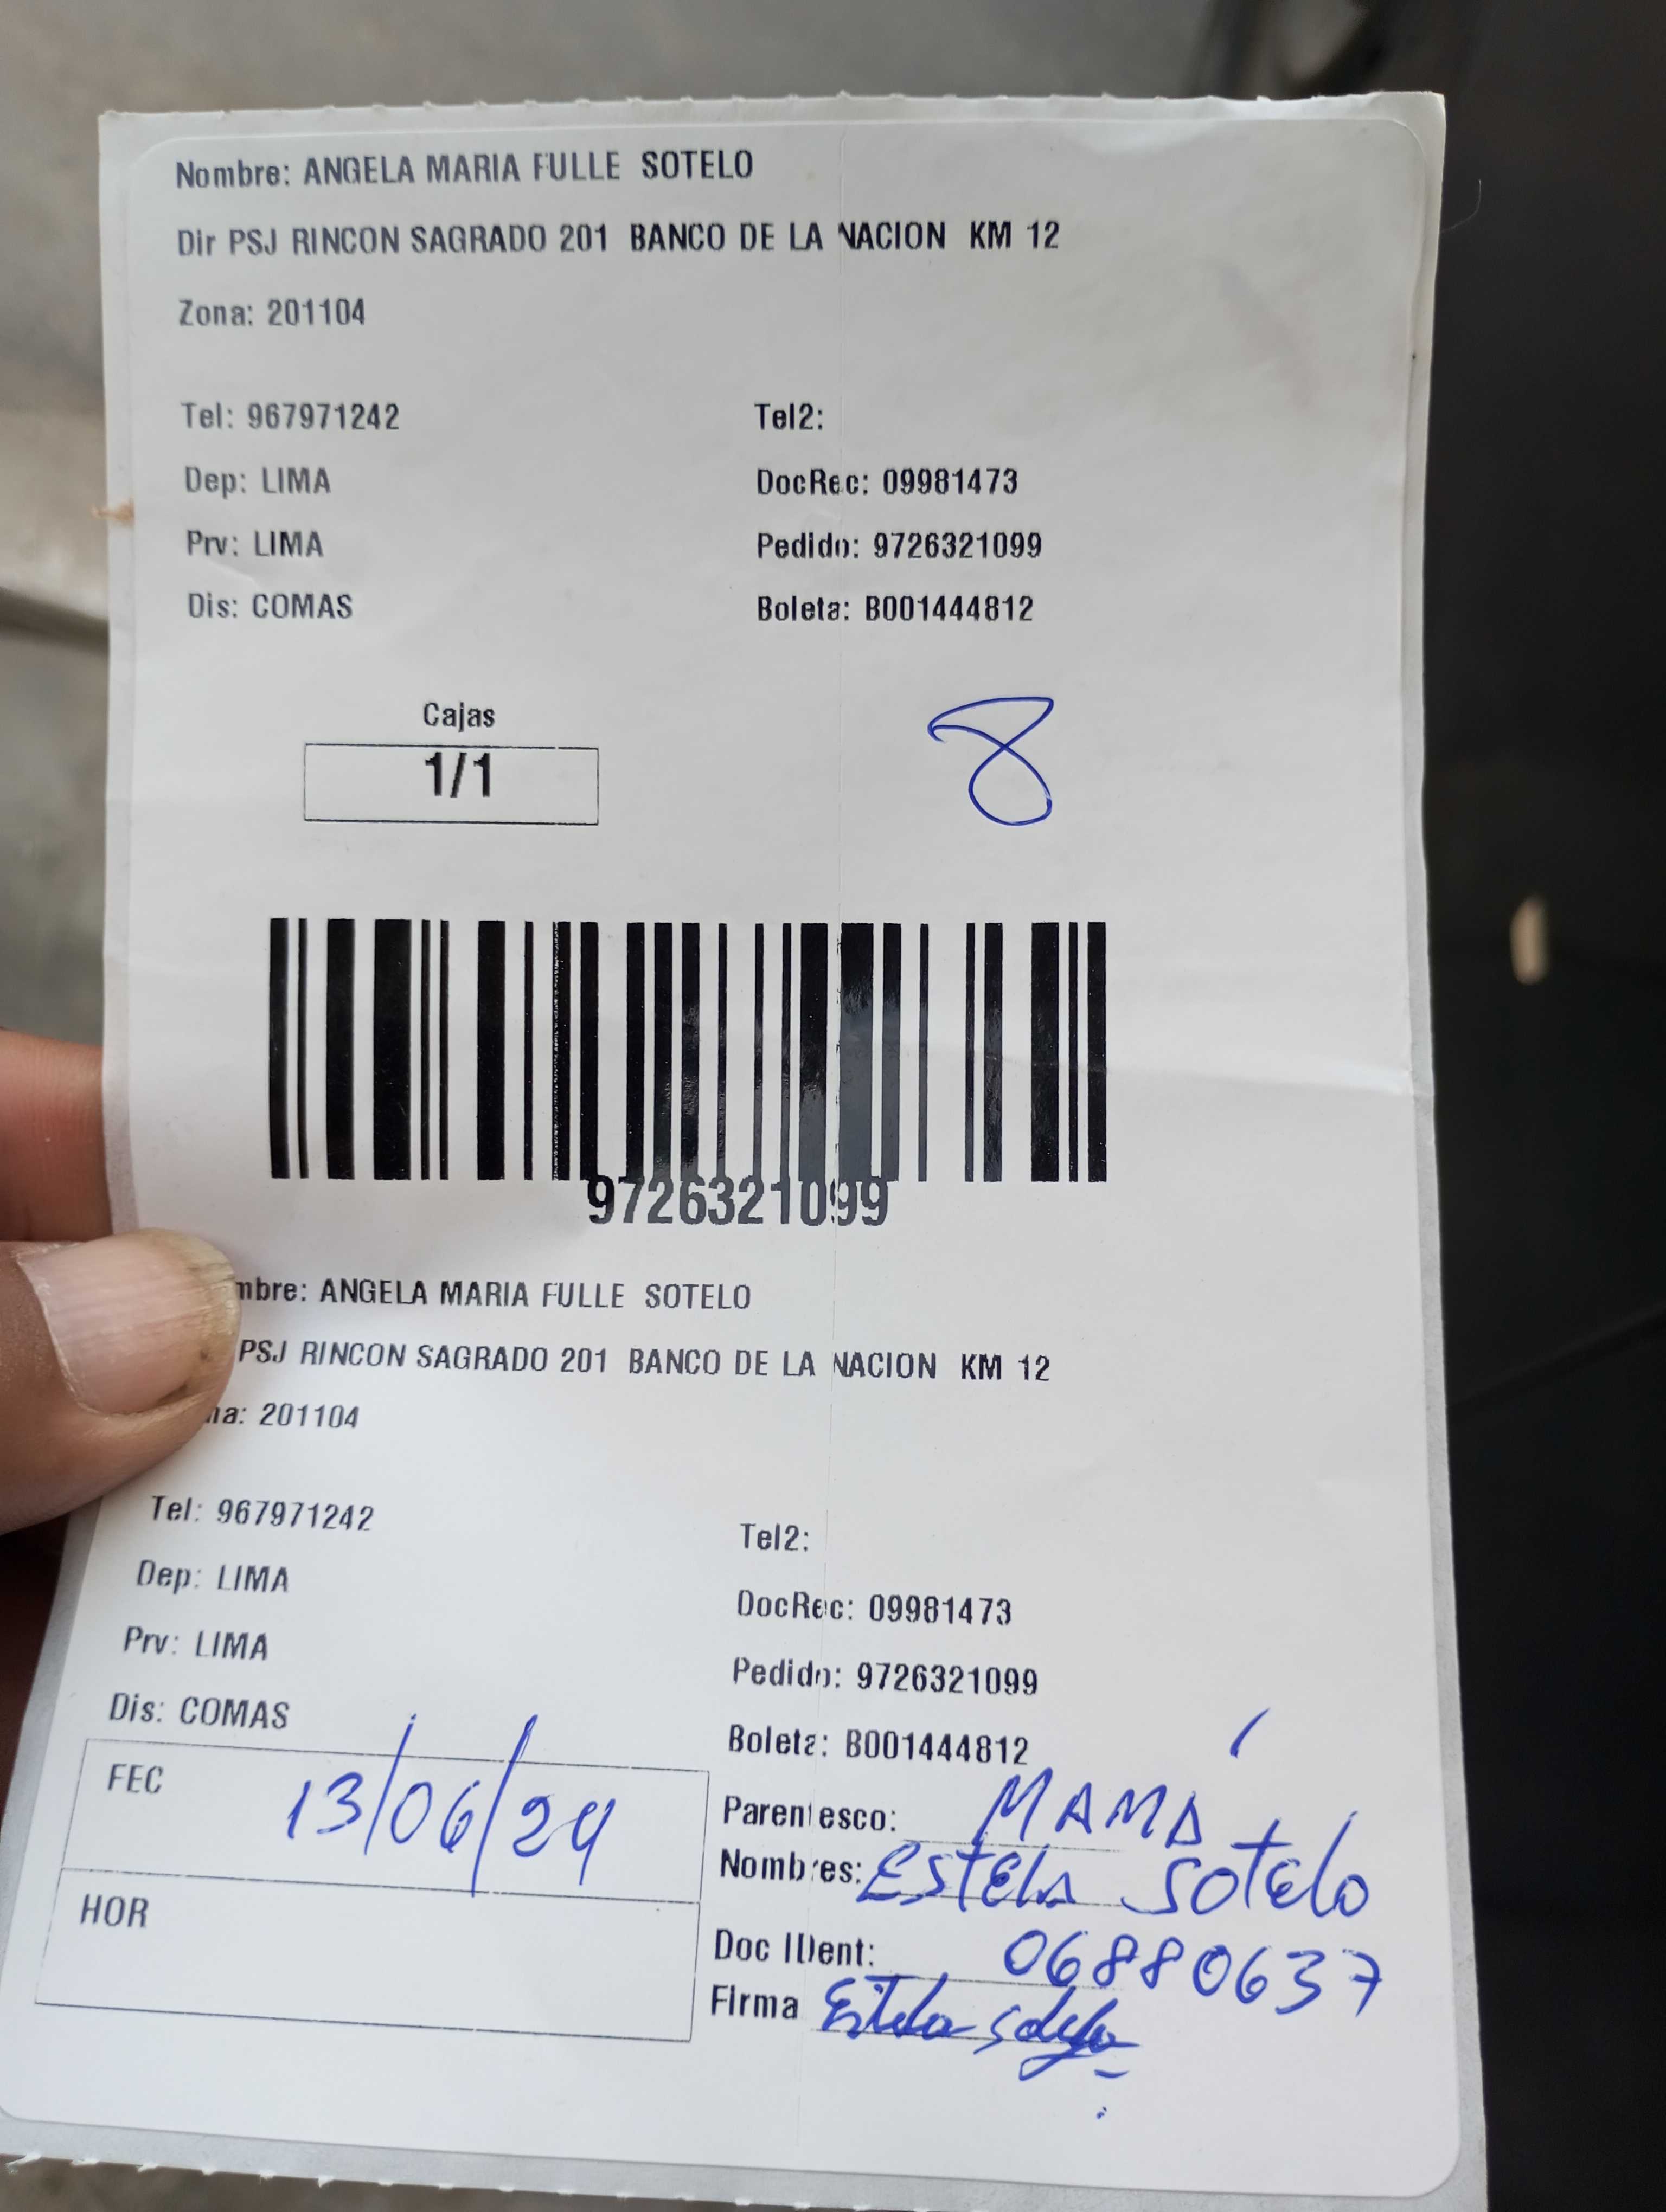 Nombre: ANGELA MARIA FULLE SOTELO
Dir PSJ RINCON SAGRADO 201 BANCO DE LA NACION KM 12
Zona: 201104
Tel: 967971242 Tel2:
Dep: LIMA DocRec: 09981473
Prv: LIMA Pedido: 9726321099
Dis: COMAS Boleta: B001444812
Cajas
1/1 8
9726321099
mbre: ANGELA MARIA FULLE SOTELO
PSJ RINCON SAGRADO 201 BANCO DE LA NACION KM 12
na: 201104
Tel: 967971242 Tel2:
Dep: LIMA DocRec: 09981473
Prv: LIMA Pedido: 9726321099
Dis: COMAS Boleta: B001444812
FEC 13/06/24 Parentesco: MAMÁ
Nombres: Estela Sotelo
HOR Doc IDent: 06880637
Firma Estela Sotelo